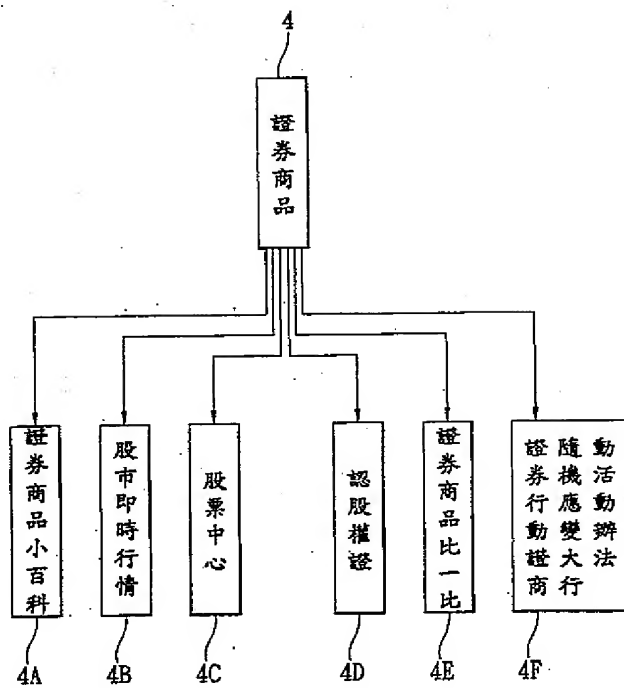 4
證券商品
證券商品小百科
股市即時行情
股票中心
認股權證
證券商品比一比
證券行動證商
隨機應變大行
動活動辦法
4A
4B
4C
4D
4E
4F